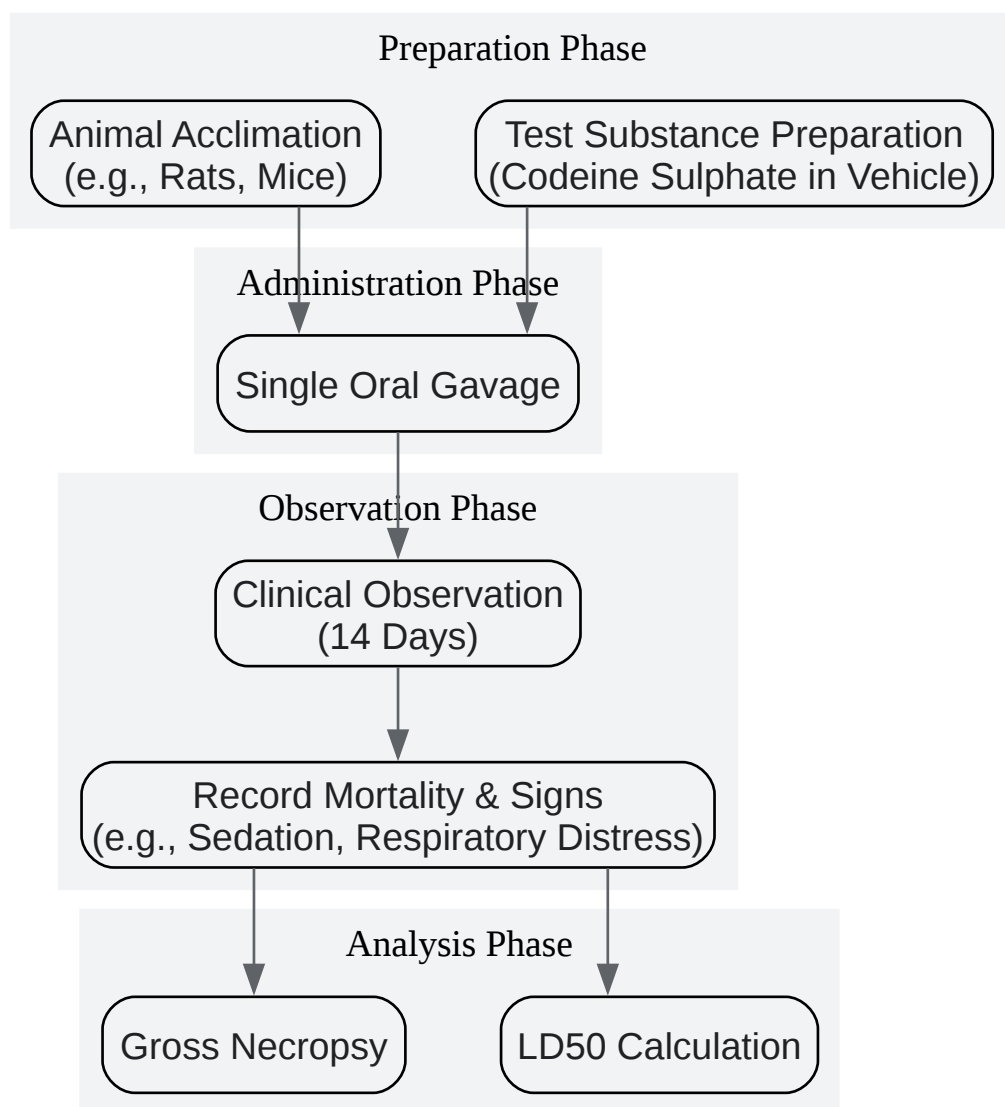 Preparation Phase
Animal Acclimation
(e.g., Rats, Mice)
Test Substance Preparation
(Codeine Sulphate in Vehicle)
Administration Phase
Single Oral Gavage
Observation Phase
Clinical Observation
(14 Days)
Record Mortality & Signs
(e.g., Sedation, Respiratory Distress)
Analysis Phase
Gross Necropsy
LD50 Calculation